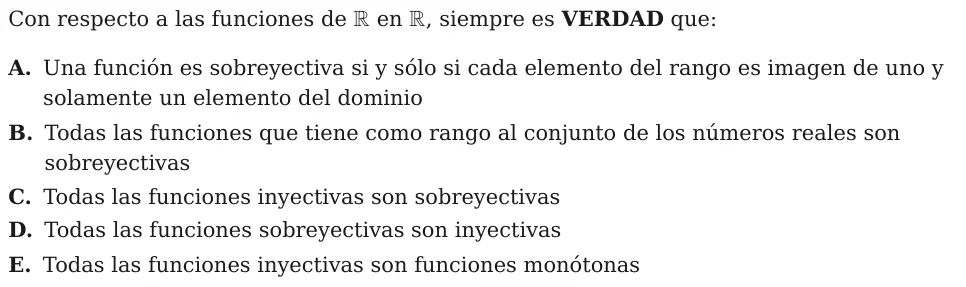 Con respecto a las funciones de ℝ en ℝ, siempre es VERDAD que:
A. Una función es sobreyectiva si y sólo si cada elemento del rango es imagen de uno y
solamente un elemento del dominio
B. Todas las funciones que tiene como rango al conjunto de los números reales son
sobreyectivas
C. Todas las funciones inyectivas son sobreyectivas
D. Todas las funciones sobreyectivas son inyectivas
E. Todas las funciones inyectivas son funciones monótonas